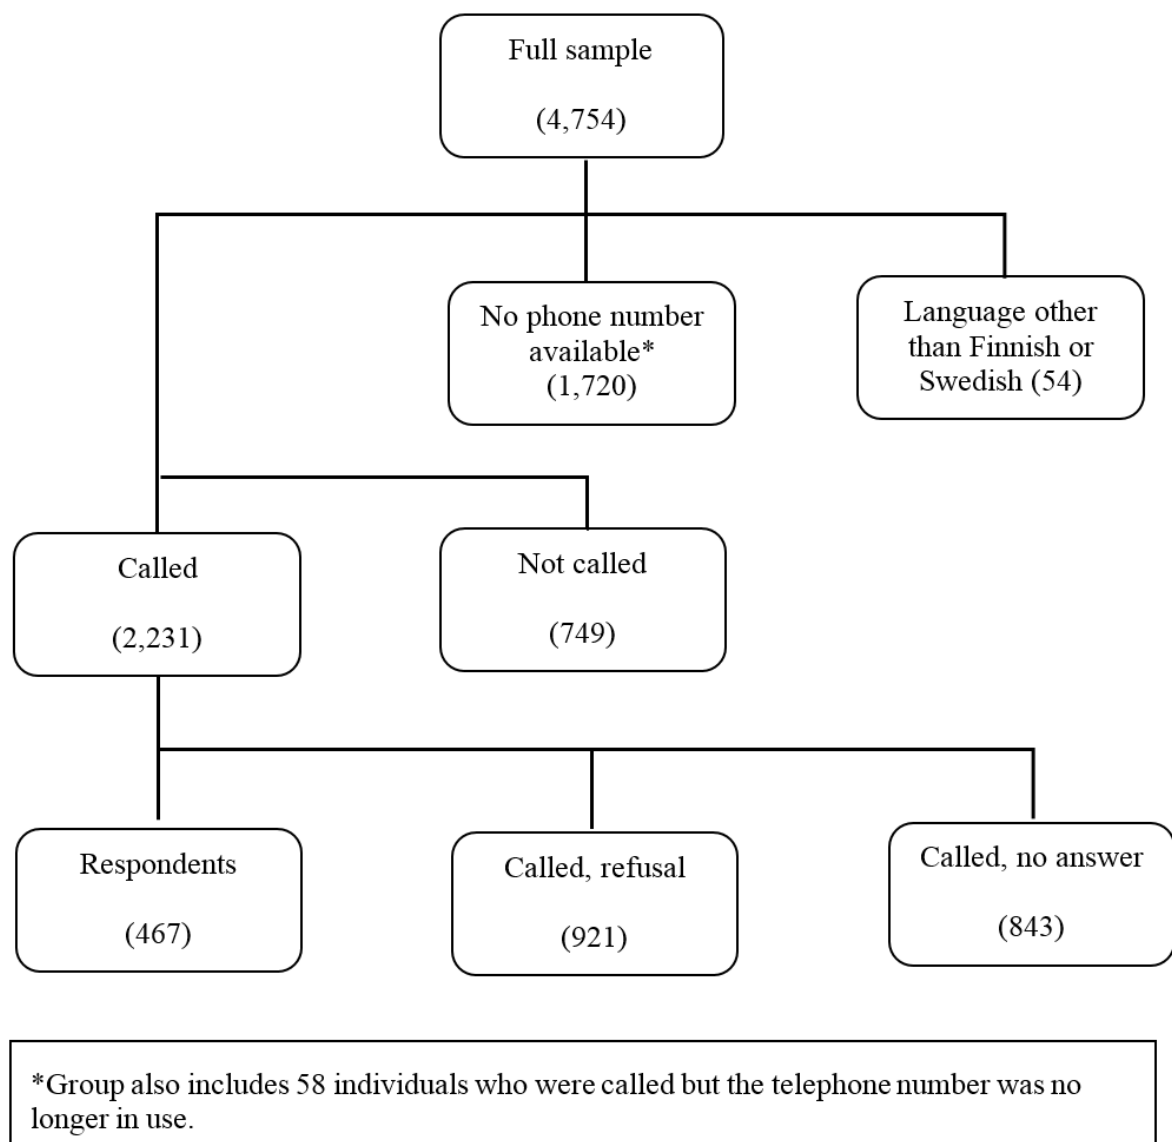 Full sample
(4,754)
No phone number
available*
(1,720)
Language other
than Finnish or
Swedish (54)
Called
(2,231)
Not called
(749)
Respondents
(467)
Called, refusal
(921)
Called, no answer
(843)
*Group also includes 58 individuals who were called but the telephone number was no
longer in use.